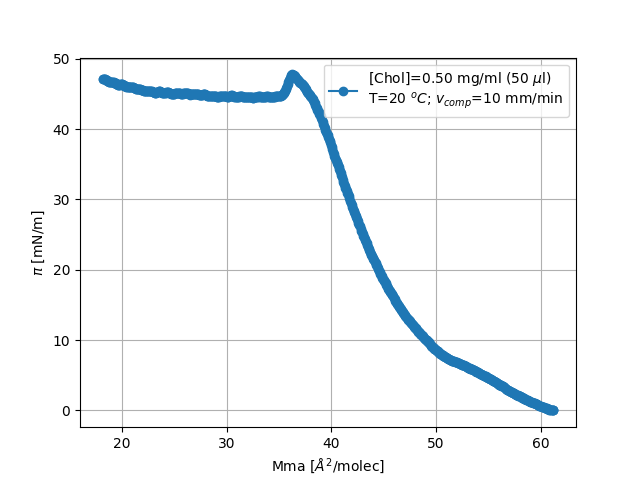 [Chol]=0.50 mg/ml (50 μl)
T=20 °C; v_comp=10 mm/min
50
40
30
20
10
0
π [mN/m]
20 30 40 50 60
Mma [Å²/molec]